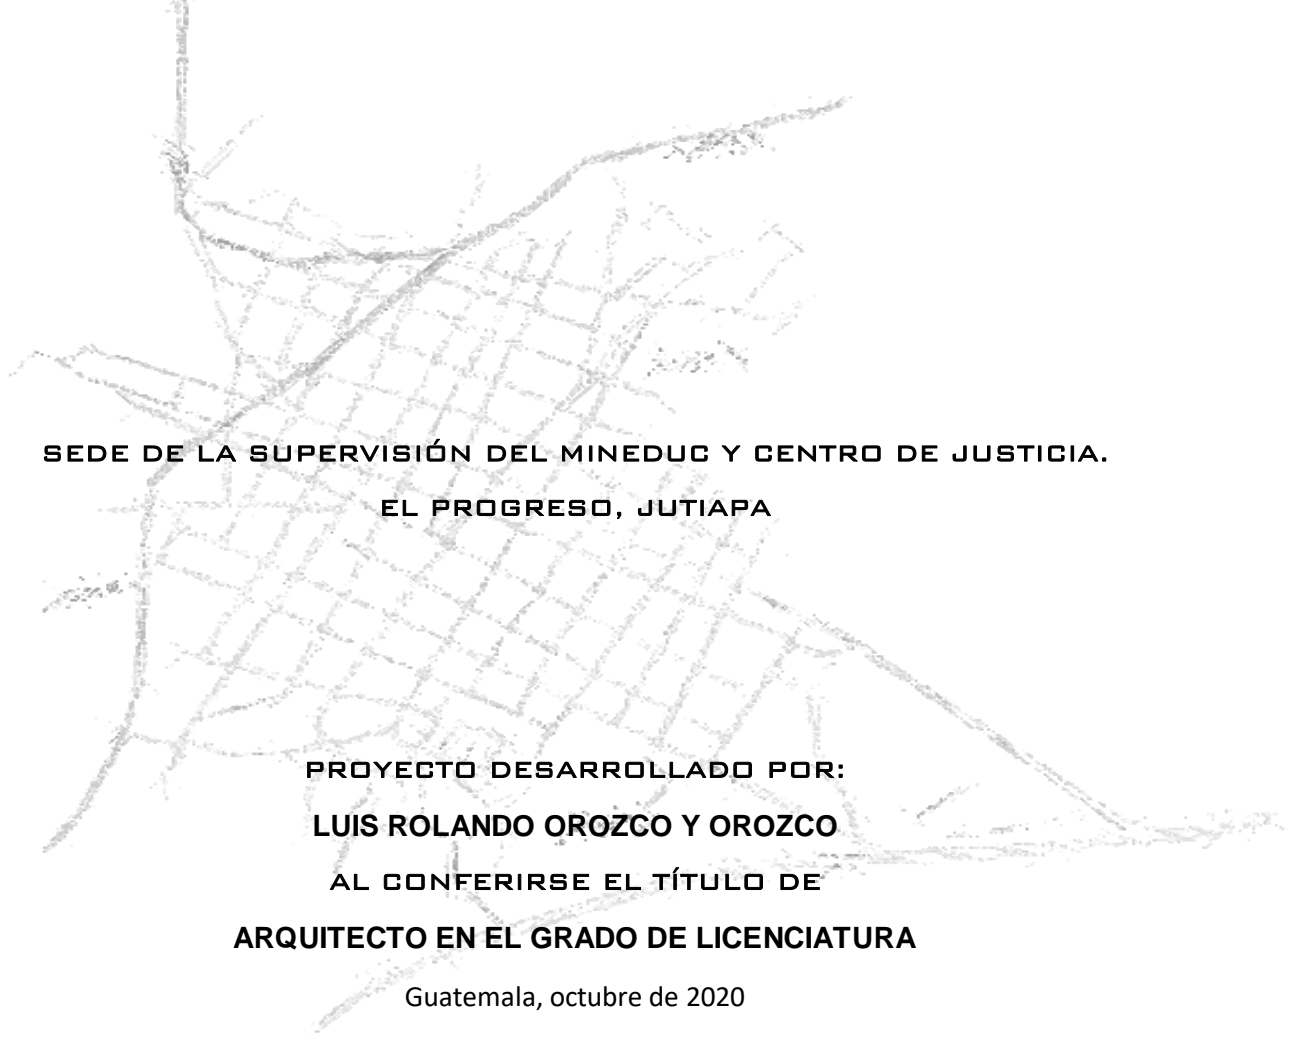 SEDE DE LA SUPERVISIÓN DEL MINEDUC Y CENTRO DE JUSTICIA.
EL PROGRESO, JUTIAPA
PROYECTO DESARROLLADO POR:
LUIS ROLANDO OROZCO Y OROZCO
AL CONFERIRSE EL TÍTULO DE
ARQUITECTO EN EL GRADO DE LICENCIATURA
Guatemala, octubre de 2020